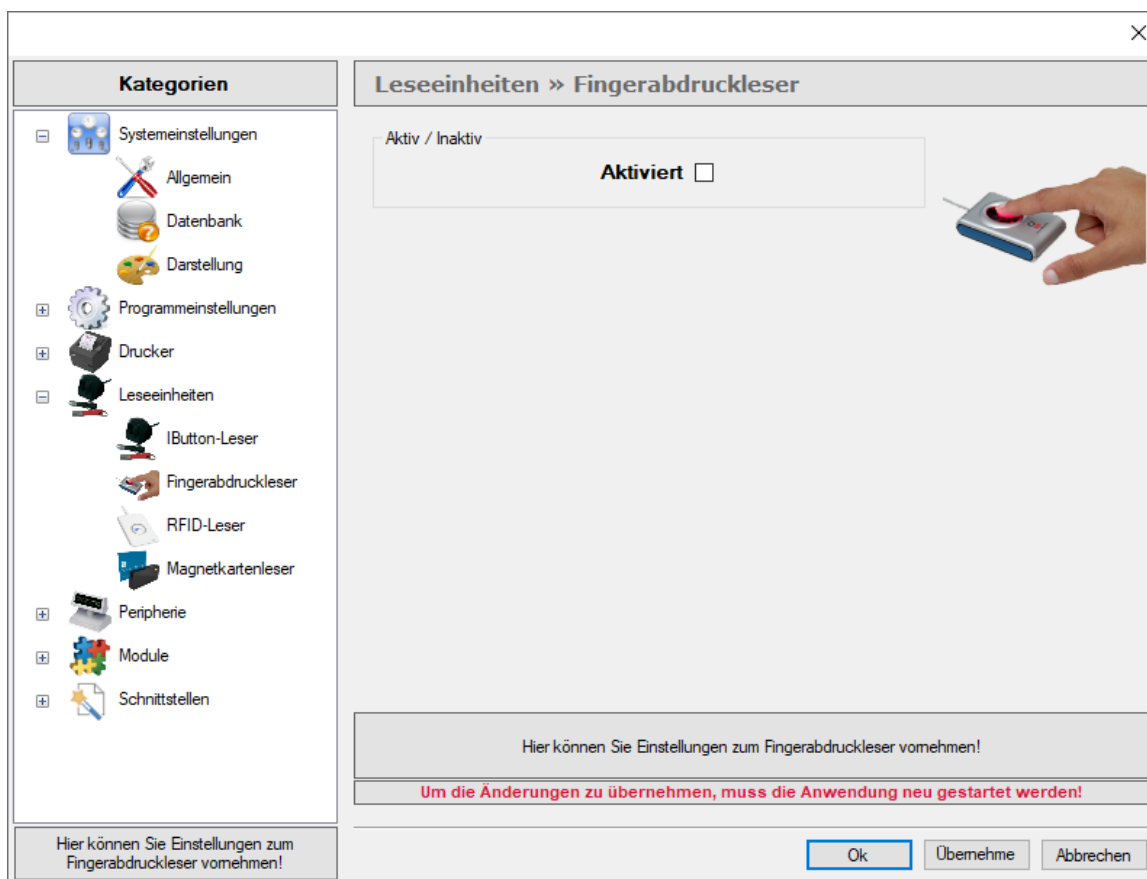 Kategorien
Systemeinstellungen
Allgemein
Datenbank
Darstellung
Programmeinstellungen
Drucker
Leseeinheiten
IButton-Leser
Fingerabdruckleser
RFID-Leser
Magnetkartenleser
Peripherie
Module
Schnittstellen
Hier können Sie Einstellungen zum
Fingerabdruckleser vornehmen!
Leseeinheiten » Fingerabdruckleser
Aktiv / Inaktiv
Aktiviert
Hier können Sie Einstellungen zum Fingerabdruckleser vornehmen!
Um die Änderungen zu übernehmen, muss die Anwendung neu gestartet werden!
Ok
Übernehme
Abbrechen